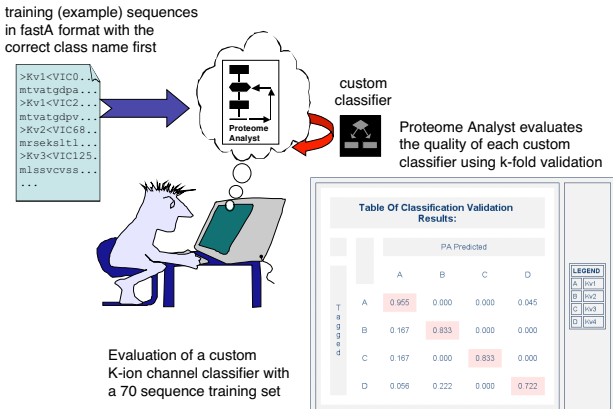 training (example) sequences
in fastA format with the
correct class name first
>Kv1<VIC0..
mtvatgdpa...
>Kv1<VIC2...
mtvatgdpv...
>Kv2<VIC68..
mrseksltl...
>Kv3<VIC125.
mlssvcvss...
...
Proteome
Analyst
custom
classifier
Proteome Analyst evaluates
the quality of each custom
classifier using k-fold validation
Table Of Classification Validation
Results:
PA Predicted
A B C D
Tagged
A 0.955 0.000 0.000 0.045
B 0.167 0.833 0.000 0.000
C 0.167 0.000 0.833 0.000
D 0.056 0.222 0.000 0.722
LEGEND
A Kv1
B Kv2
C Kv3
D Kv4
Evaluation of a custom
K-ion channel classifier with
a 70 sequence training set